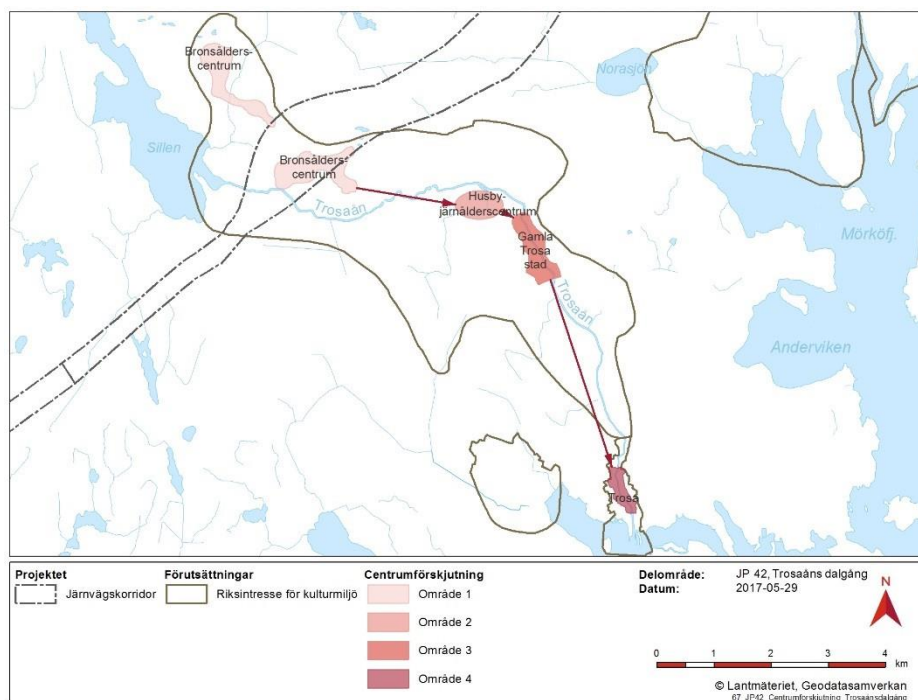 Bronsålders-
centrum
Norasjön
Sillen
Bronsålders-
centrum
Trosaån
Husby-
järnålderscentrum
Gamla
Trosa
stad
Mörköfj.
Trosaån
Anderviken
Trosa
Projektet
Järnvägskorridor
Förutsättningar
Riksintresse för kulturmiljö
Centrumförskjutning
Område 1
Område 2
Område 3
Område 4
Delområde: JP 42, Trosaåns dalgång
Datum: 2017-05-29
N
0 1 2 3 4
km
© Lantmäteriet, Geodatasamverkan
67_JP42_Centrumforskjutning_Trosaånsdalgång